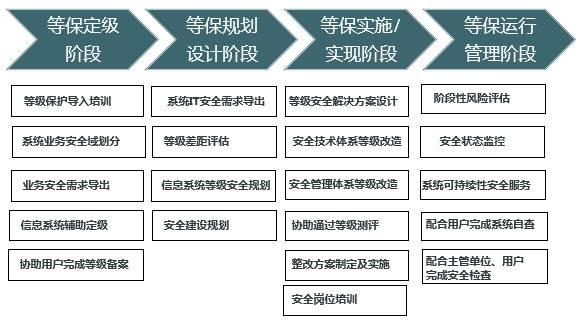 等保定级
阶段
等保规划
设计阶段
等保实施/
实现阶段
等保运行
管理阶段
等级保护导入培训
系统业务安全域划分
业务安全需求导出
信息系统辅助定级
协助用户完成等级备案
系统IT安全需求导出
等级差距评估
信息系统等级安全规划
安全建设规划
等级安全解决方案设计
安全技术体系等级改造
安全管理体系等级改造
协助通过等级测评
整改方案制定及实施
安全岗位培训
阶段性风险评估
安全状态监控
系统可持续性安全服务
配合用户完成系统自查
配合主管单位、用户
完成安全检查